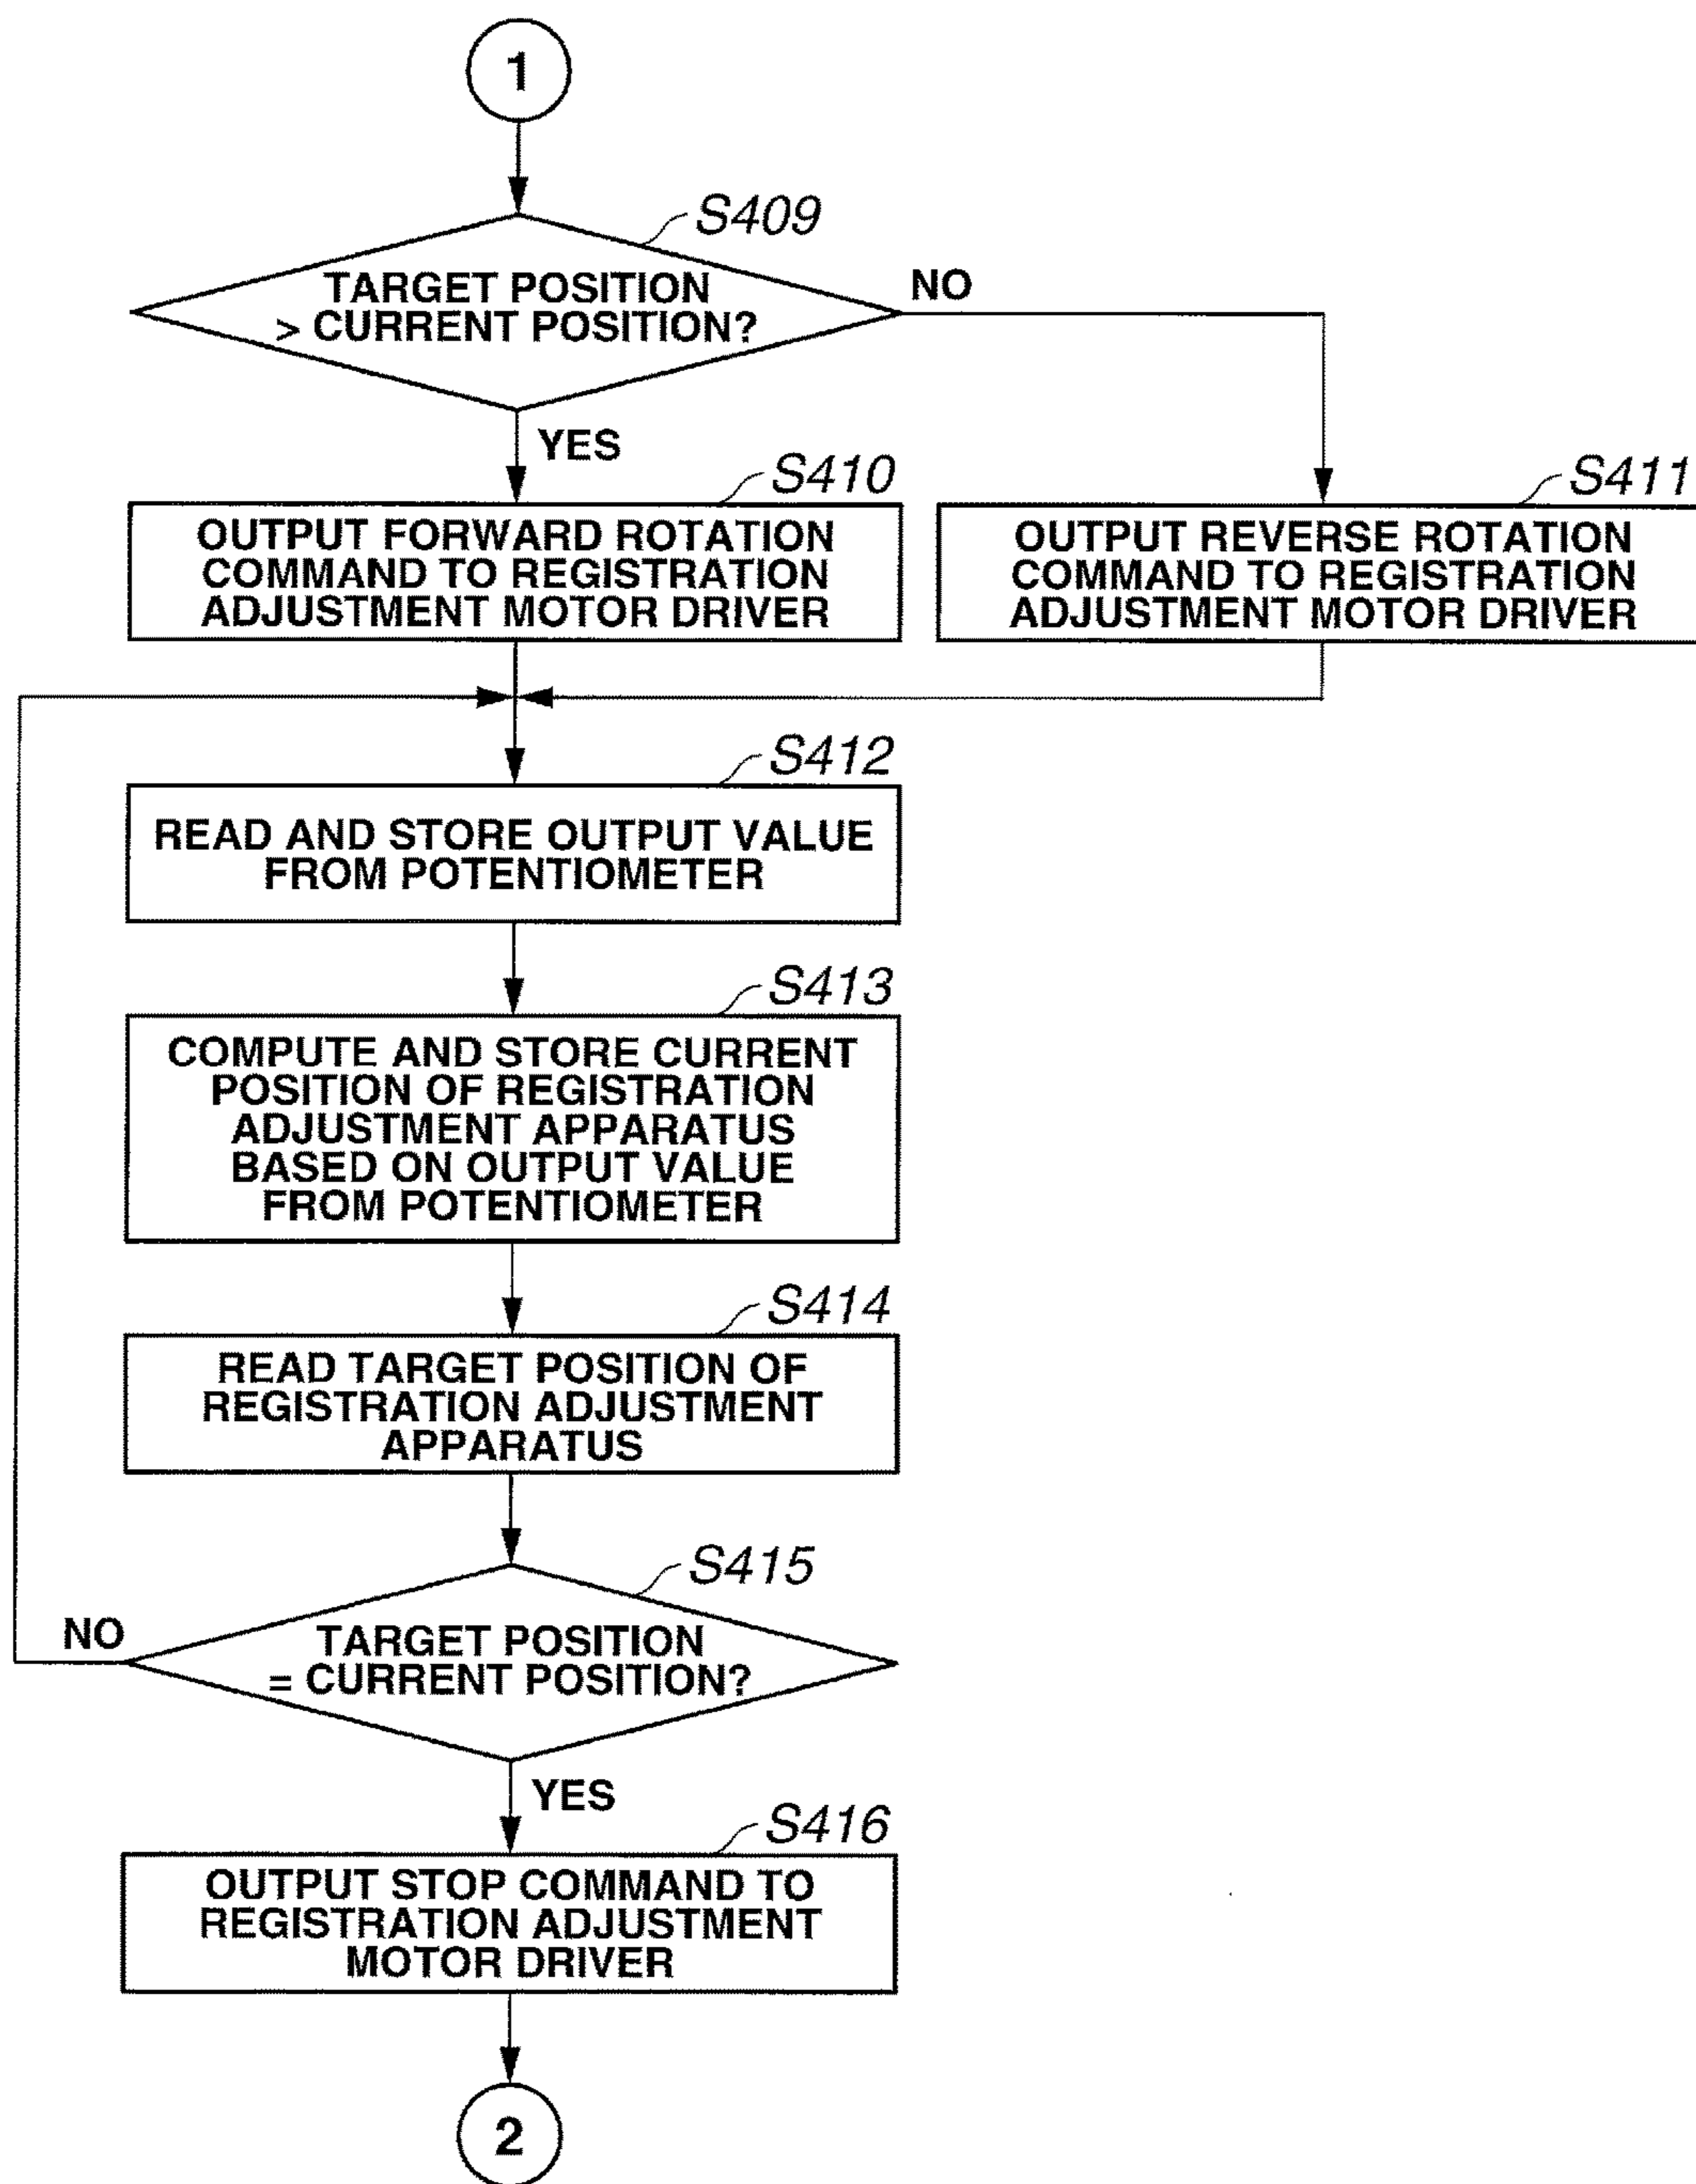 1
S409
TARGET POSITION
> CURRENT POSITION?
NO
YES
S410
OUTPUT FORWARD ROTATION
COMMAND TO REGISTRATION
ADJUSTMENT MOTOR DRIVER
S411
OUTPUT REVERSE ROTATION
COMMAND TO REGISTRATION
ADJUSTMENT MOTOR DRIVER
S412
READ AND STORE OUTPUT VALUE
FROM POTENTIOMETER
S413
COMPUTE AND STORE CURRENT
POSITION OF REGISTRATION
ADJUSTMENT APPARATUS
BASED ON OUTPUT VALUE
FROM POTENTIOMETER
S414
READ TARGET POSITION OF
REGISTRATION ADJUSTMENT
APPARATUS
S415
NO
TARGET POSITION
= CURRENT POSITION?
YES
S416
OUTPUT STOP COMMAND TO
REGISTRATION ADJUSTMENT
MOTOR DRIVER
2